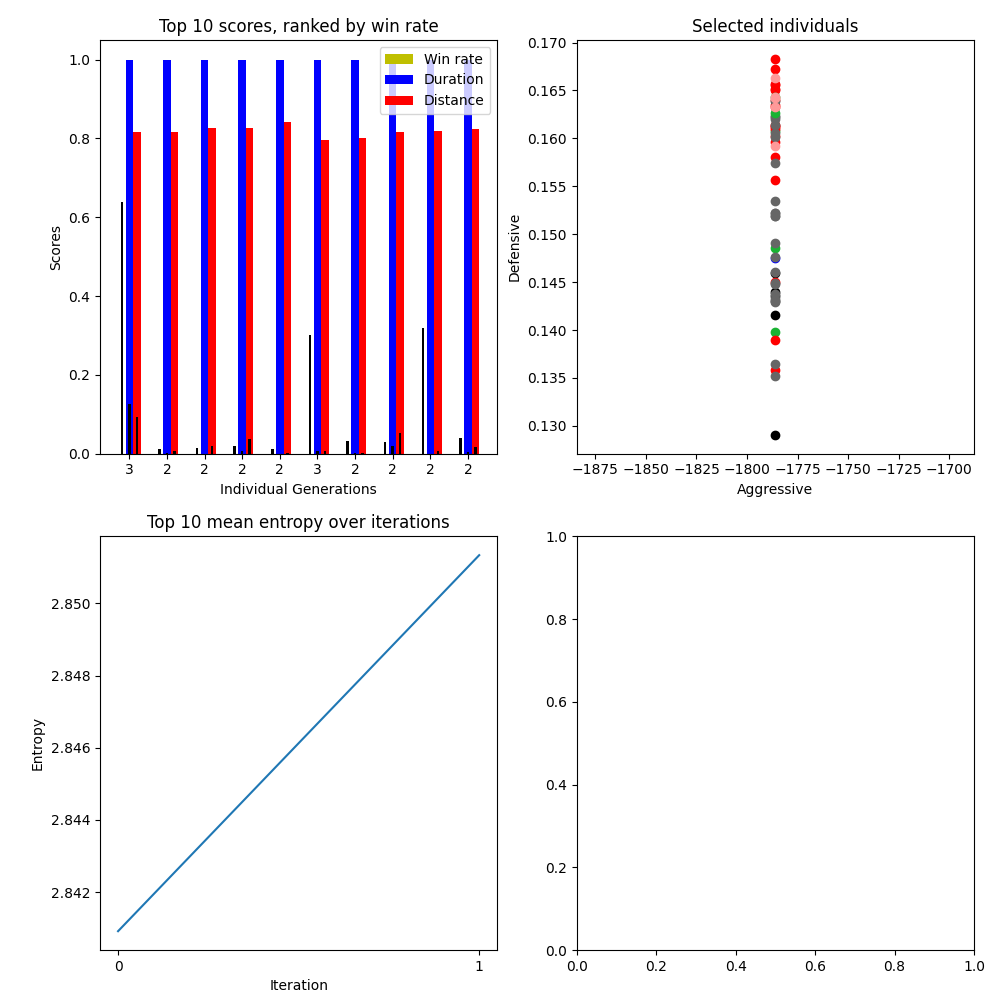 Top 10 scores, ranked by win rate
Scores
1.0
0.8
0.6
0.4
0.2
0.0
Win rate
Duration
Distance
3 2 2 2 2 3 2 2 2 2
Individual Generations
Selected individuals
Defensive
0.170
0.165
0.160
0.155
0.150
0.145
0.140
0.135
0.130
−1875 −1850 −1825 −1800 −1775 −1750 −1725 −1700
Aggressive
Top 10 mean entropy over iterations
Entropy
2.850
2.848
2.846
2.844
2.842
0 1
Iteration
1.0
0.8
0.6
0.4
0.2
0.0
0.0 0.2 0.4 0.6 0.8 1.0